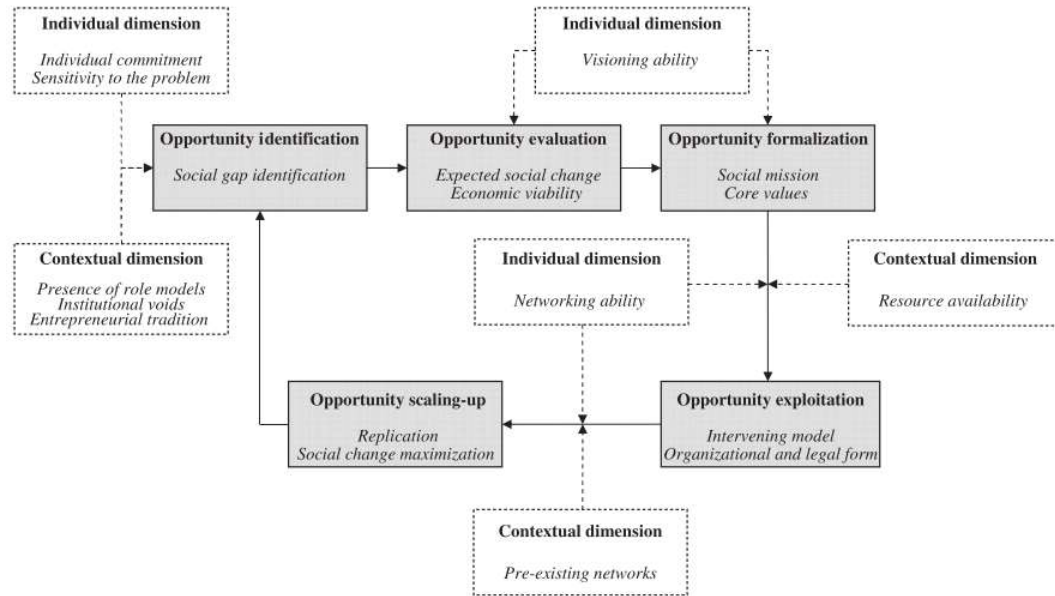 Individual dimension
Individual commitment
Sensitivity to the problem
Individual dimension
Visioning ability
Opportunity identification
Social gap identification
Opportunity evaluation
Expected social change
Economic viability
Opportunity formalization
Social mission
Core values
Contextual dimension
Presence of role models
Institutional voids
Entrepreneurial tradition
Individual dimension
Networking ability
Contextual dimension
Resource availability
Opportunity scaling-up
Replication
Social change maximization
Opportunity exploitation
Intervening model
Organizational and legal form
Contextual dimension
Pre-existing networks